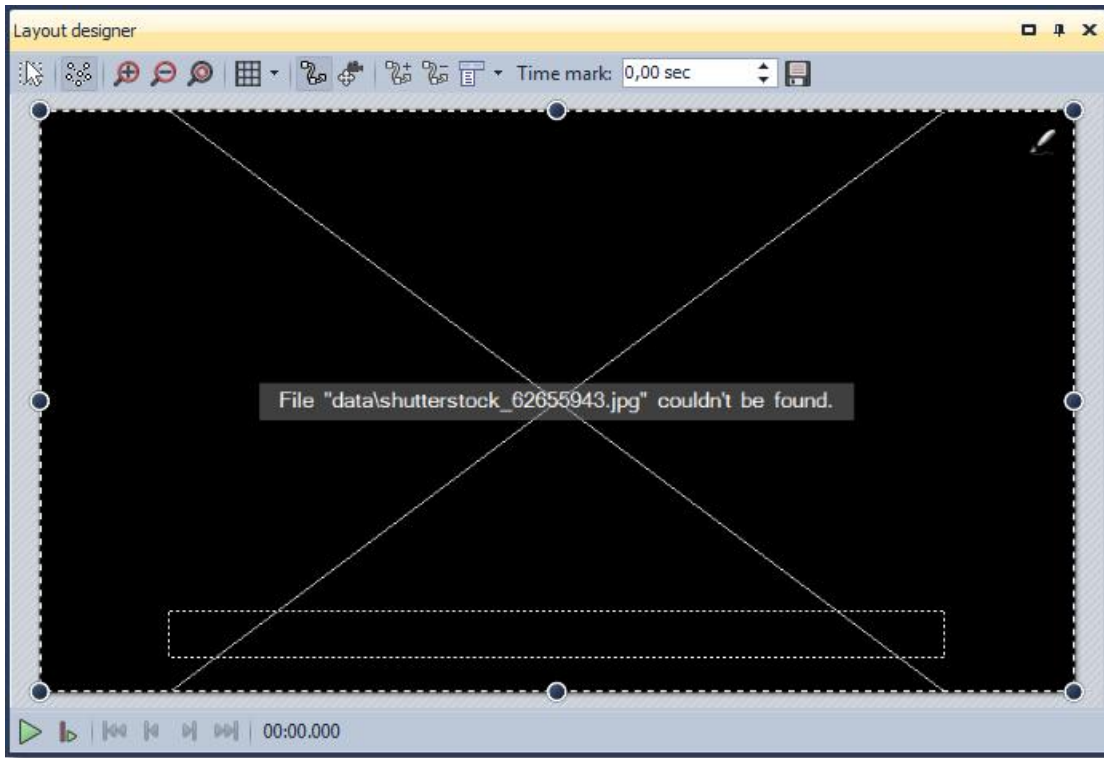 Layout designer
Time mark: 0,00 sec
File "data\shutterstock_62655943.jpg" couldn't be found.
00:00.000